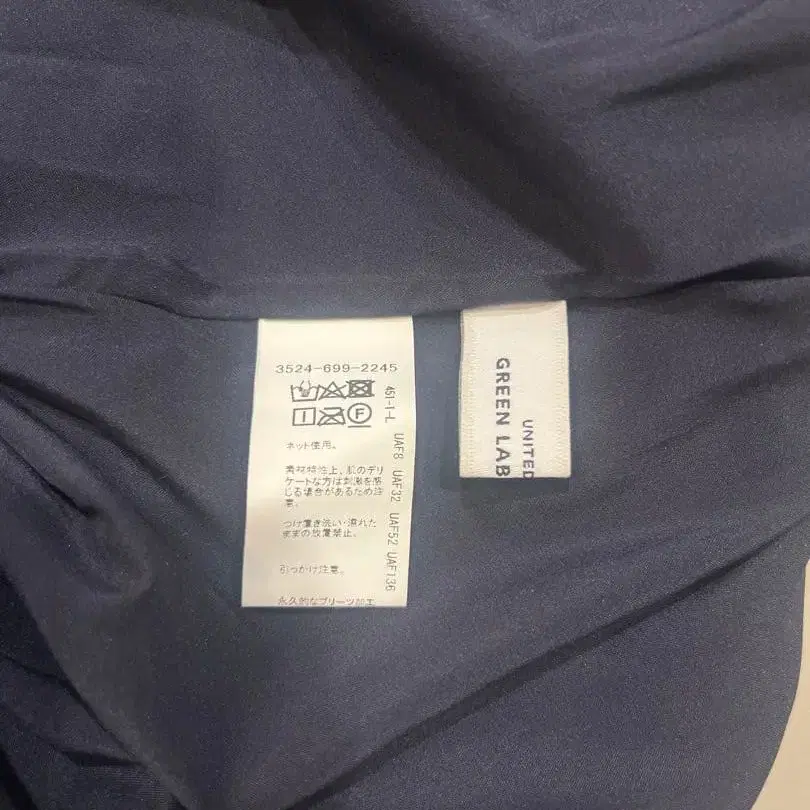 3524-699-2245
451-1-L
F
ネット使用。
素材特性上、肌のデリ
ケートな方は刺激を感
じる場合があるため注
意。
つけ置き洗い・濡れた
ままの放置禁止。
引っかけ注意。
永久的なプリーツ加工
UAF8 UAF32 UAF52 UAF136
UNITED
GREEN LAB